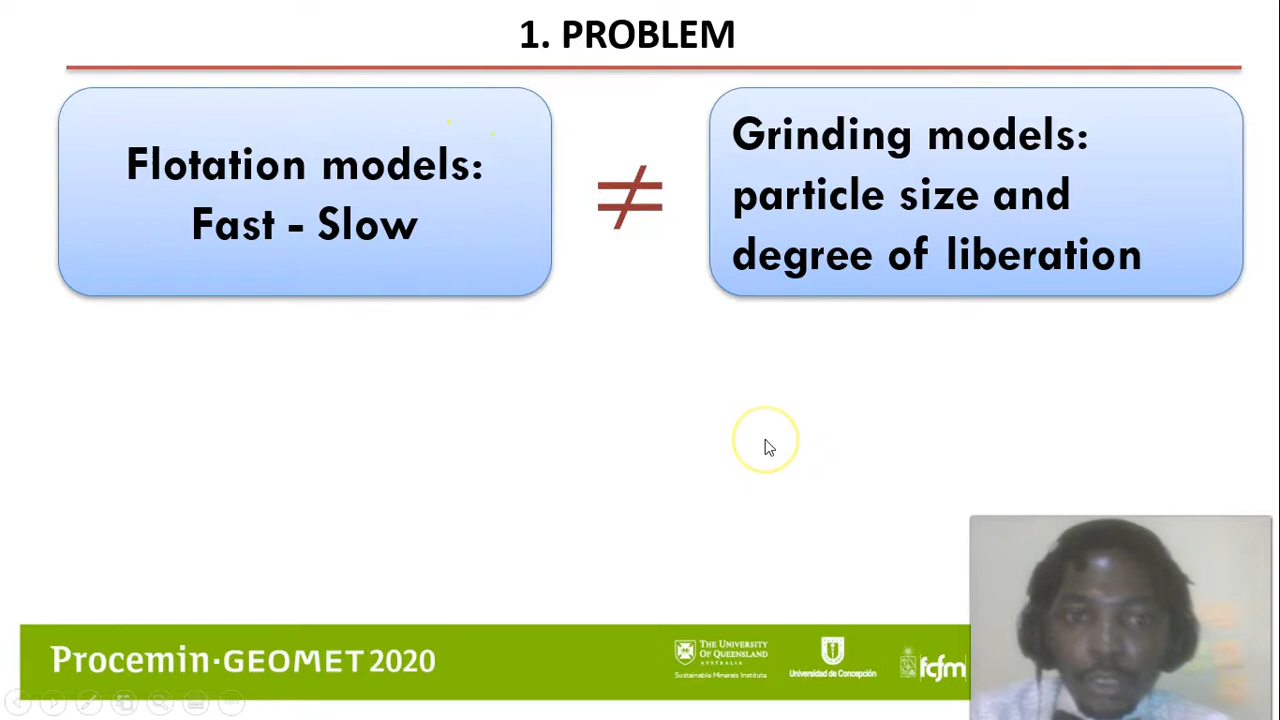 1. PROBLEM
Flotation models:
Fast - Slow
≠
Grinding models:
particle size and
degree of liberation
Procemin·GEOMET 2020
THE UNIVERSITY
OF QUEENSLAND
AUSTRALIA
Sustainable Minerals Institute
Universidad de Concepción
fcfm